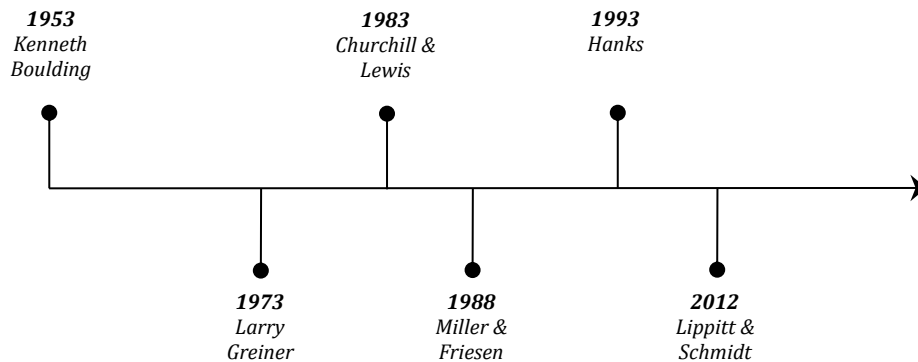 1953
Kenneth
Boulding
1983
Churchill &
Lewis
1993
Hanks
1973
Larry
Greiner
1988
Miller &
Friesen
2012
Lippitt &
Schmidt